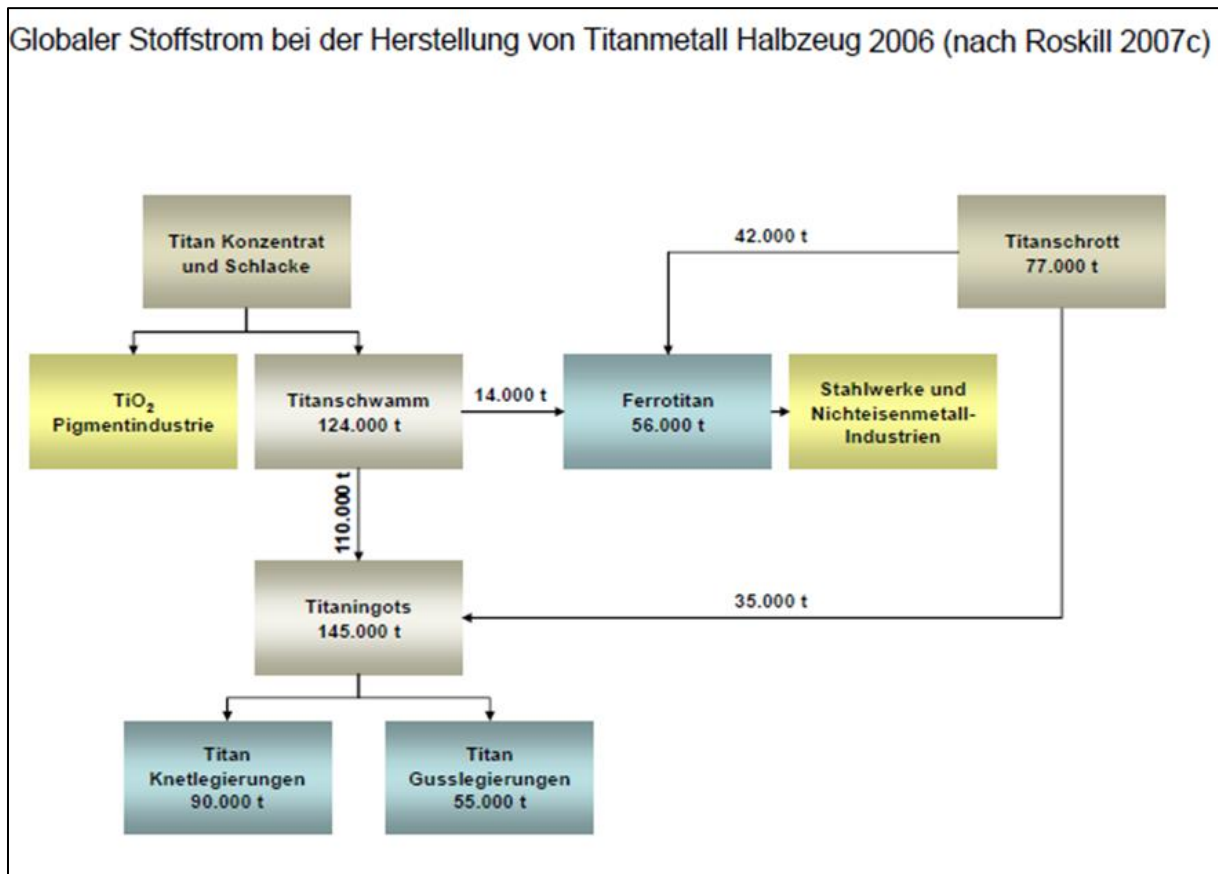 Globaler Stoffstrom bei der Herstellung von Titanmetall Halbzeug 2006 (nach Roskill 2007c)
Titan Konzentrat
und Schlacke
42.000 t
Titanschrott
77.000 t
TiO₂
Pigmentindustrie
Titanschwamm
124.000 t
14.000 t
Ferrotitan
56.000 t
Stahlwerke und
Nichteisenmetall-
Industrien
110.000 t
Titaningots
145.000 t
35.000 t
Titan
Knetlegierungen
90.000 t
Titan
Gusslegierungen
55.000 t